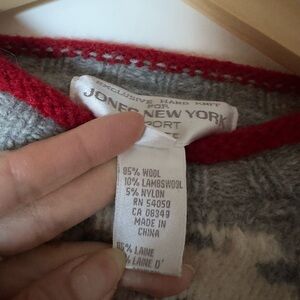 EXCLUSIVE HAND KNIT
FOR
JONES NEW YORK
SPORT
85% WOOL
10% LAMBSWOOL
5% NYLON
RN 54050
CA 08349
MADE IN
CHINA
85% LAINE
% LAINE D'